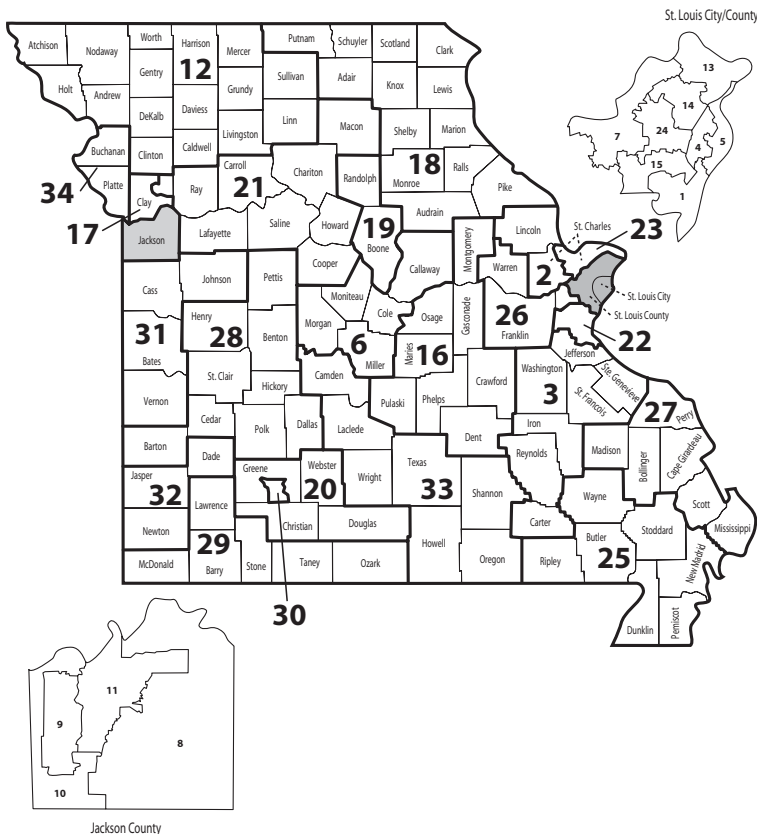 St. Louis City/County
13
14
7
24
4
5
15
1
Atchison
Nodaway
Worth
Harrison
Mercer
Putnam
Schuyler
Scotland
Clark
Gentry
12
Sullivan
Adair
Knox
Lewis
Holt
Andrew
Daviess
Grundy
DeKalb
Livingston
Linn
Macon
Shelby
Marion
Buchanan
Clinton
Caldwell
Carroll
Chariton
Randolph
18
Monroe
Ralls
Pike
34
Platte
Clay
Ray
21
17
Jackson
Lafayette
Saline
Howard
19
Boone
Audrain
Montgomery
Lincoln
St. Charles
23
Warren
2
St. Louis City
St. Louis County
Cass
Johnson
Pettis
Cooper
Callaway
Moniteau
Cole
Osage
Gasconade
26
Franklin
22
Jefferson
31
Henry
28
Benton
Morgan
6
Miller
Maries
16
Bates
St. Clair
Hickory
Camden
Crawford
Washington
3
Ste. Genevieve
St. Francois
27
Perry
Vernon
Cedar
Polk
Dallas
Laclede
Pulaski
Phelps
Dent
Iron
Barton
Dade
Greene
Webster
Wright
Texas
Reynolds
Madison
Bollinger
Cape Girardeau
Jasper
32
Lawrence
20
33
Shannon
Wayne
Scott
Mississippi
Newton
Christian
Douglas
Carter
Butler
Stoddard
29
Howell
Oregon
Ripley
25
New Madrid
McDonald
Barry
Stone
Taney
Ozark
30
Dunklin
Pemiscot
11
9
8
10
Jackson County